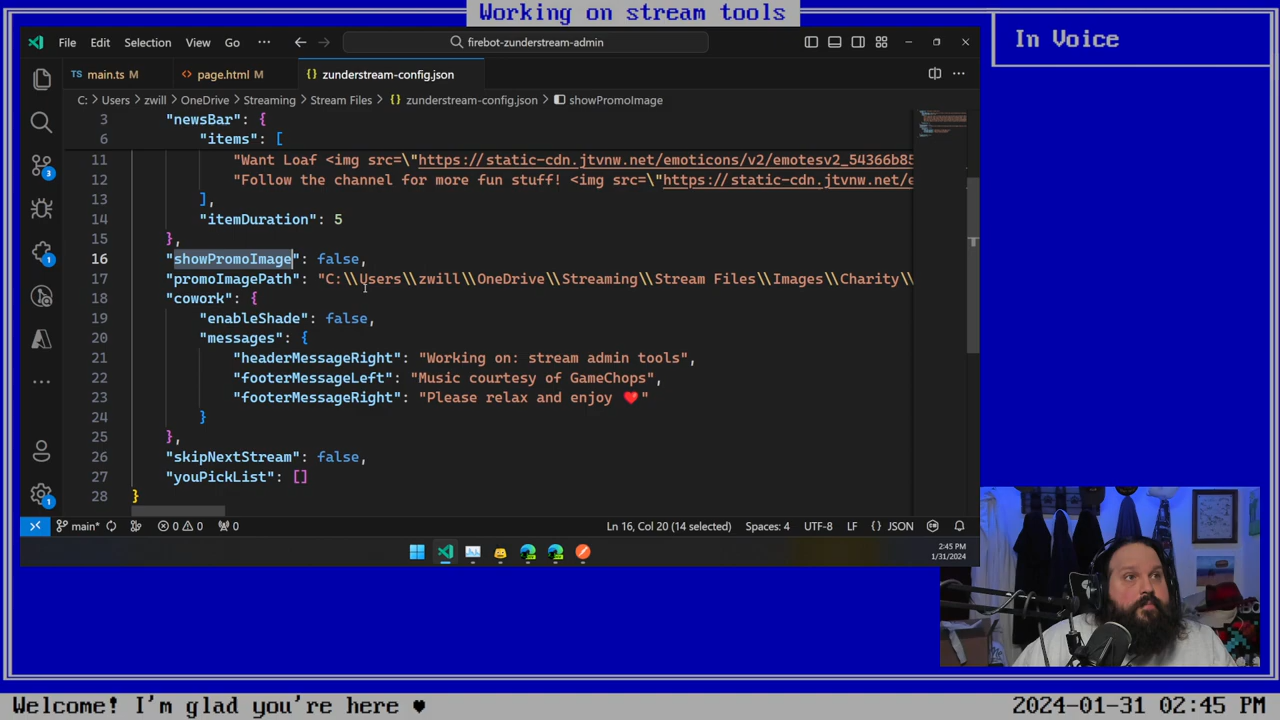 Working on stream tools
In Voice
File Edit Selection View Go ··· firebot-zunderstream-admin
TS main.ts M <> page.html M {} zunderstream-config.json
C: > Users > zwill > OneDrive > Streaming > Stream Files > {} zunderstream-config.json > showPromoImage
3 "newsBar": {
6 "items": [
11 "Want Loaf <img src=\"https://static-cdn.jtvnw.net/emoticons/v2/emotesv2_54366b85
12 "Follow the channel for more fun stuff! <img src=\"https://static-cdn.jtvnw.net/e
13 ],
14 "itemDuration": 5
15 },
16 "showPromoImage": false,
17 "promoImagePath": "C:\\Users\\zwill\\OneDrive\\Streaming\\Stream Files\\Images\\Charity\\
18 "cowork": {
19 "enableShade": false,
20 "messages": {
21 "headerMessageRight": "Working on: stream admin tools",
22 "footerMessageLeft": "Music courtesy of GameChops",
23 "footerMessageRight": "Please relax and enjoy ❤️"
24 }
25 },
26 "skipNextStream": false,
27 "youPickList": []
28 }
3
1
1
main* 0 0 0 Ln 16, Col 20 (14 selected) Spaces: 4 UTF-8 LF {} JSON
2:45 PM
1/31/2024
Welcome! I'm glad you're here ♥ 2024-01-31 02:45 PM